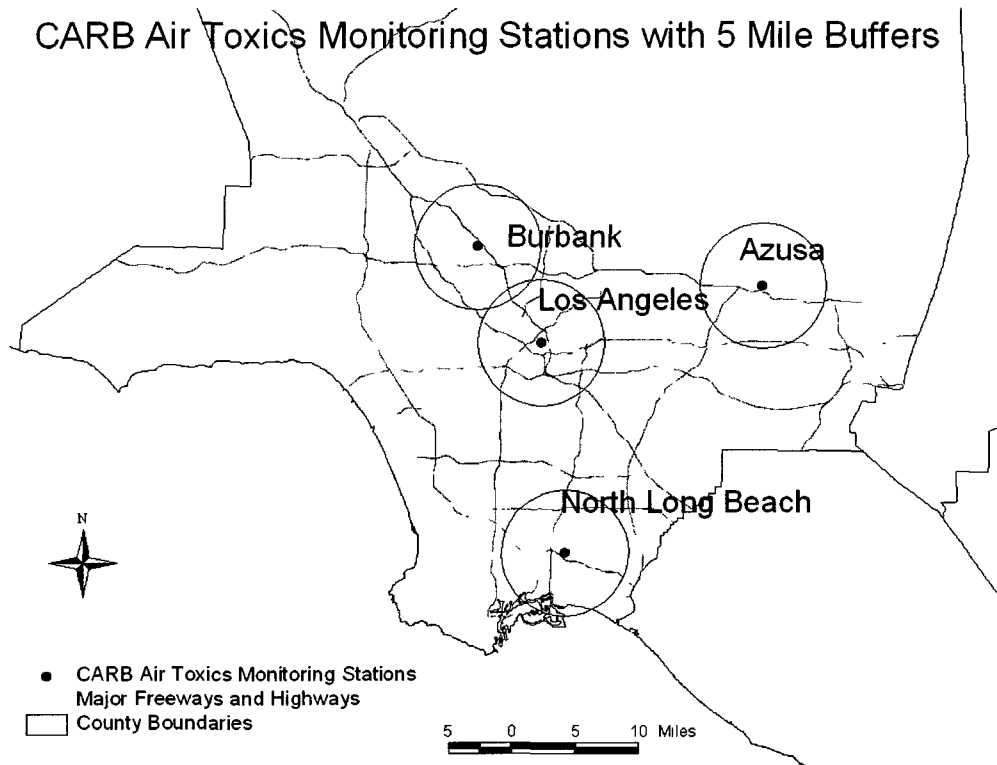 CARB Air Toxics Monitoring Stations with 5 Mile Buffers
Burbank
Azusa
Los Angeles
North Long Beach
N
CARB Air Toxics Monitoring Stations
Major Freeways and Highways
County Boundaries
5 0 5 10 Miles